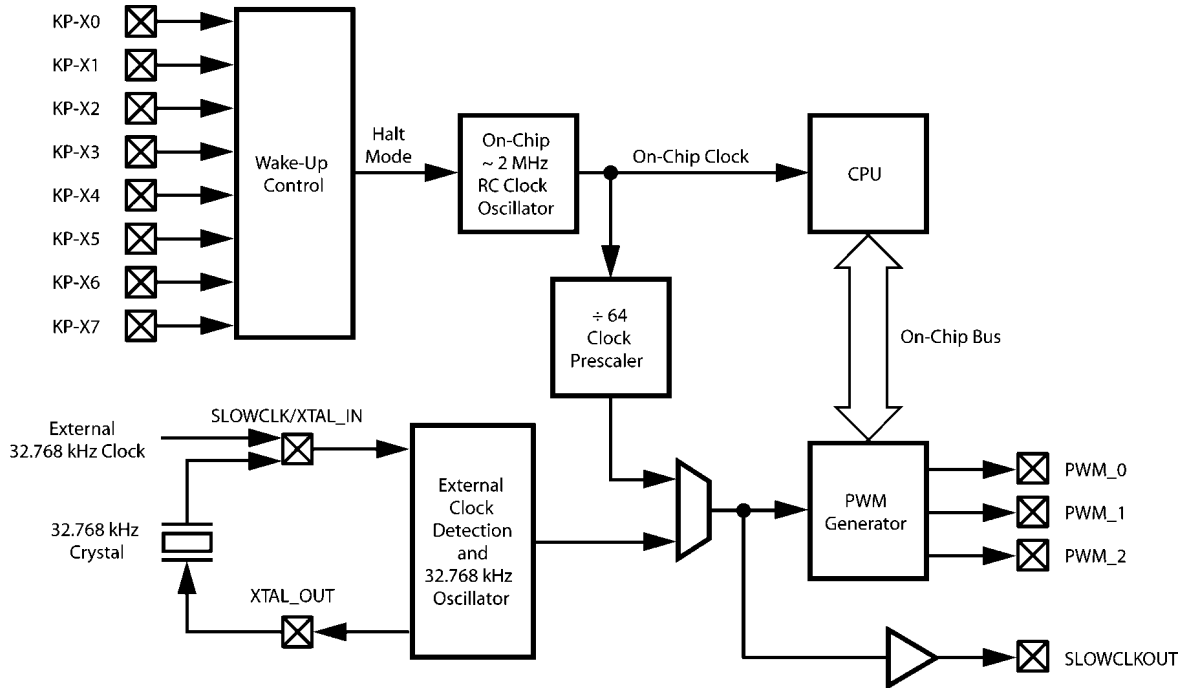 KP-X0
KP-X1
KP-X2
KP-X3
KP-X4
KP-X5
KP-X6
KP-X7
Wake-Up
Control
Halt
Mode
On-Chip
~ 2 MHz
RC Clock
Oscillator
On-Chip Clock
CPU
÷ 64
Clock
Prescaler
On-Chip Bus
External
32.768 kHz Clock
SLOWCLK/XTAL_IN
32.768 kHz
Crystal
XTAL_OUT
External
Clock
Detection
and
32.768 kHz
Oscillator
PWM
Generator
PWM_0
PWM_1
PWM_2
SLOWCLKOUT